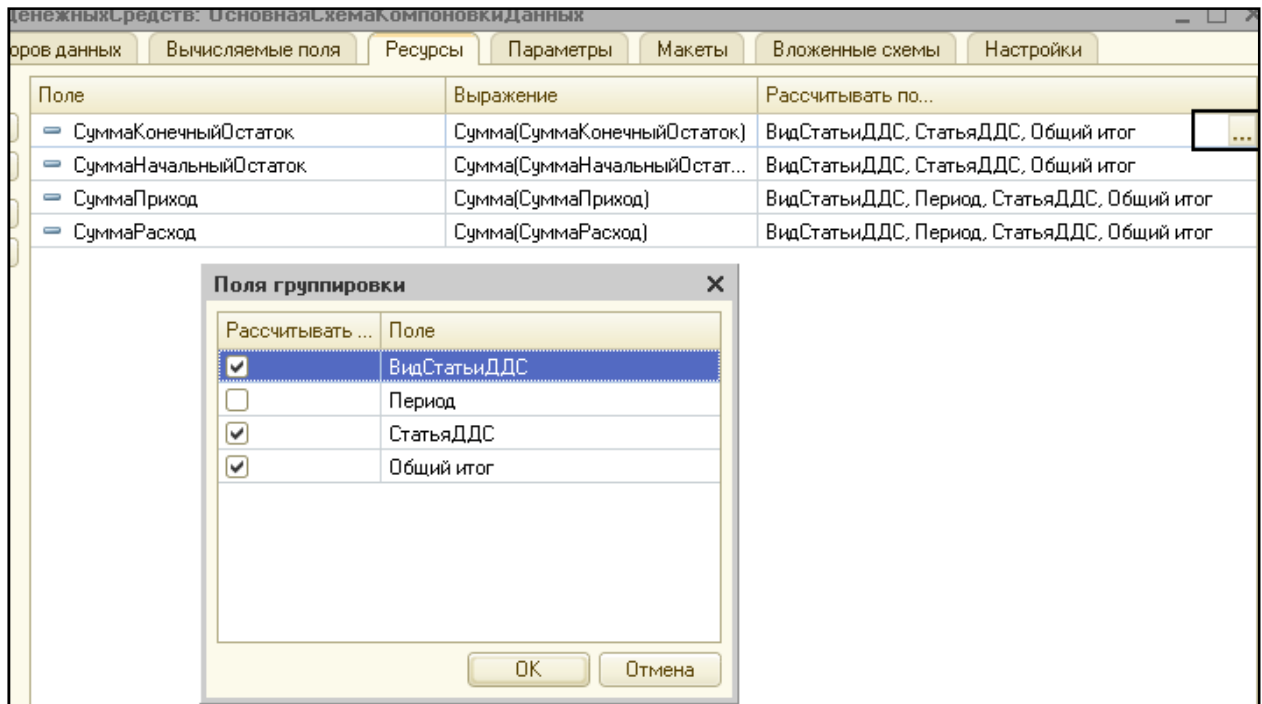 ДенежныхСредств: ОсновнаяСхемаКомпоновкиДанных
оров данных Вычисляемые поля Ресурсы Параметры Макеты Вложенные схемы Настройки
Поле Выражение Рассчитывать по...
СуммаКонечныйОстаток Сумма(СуммаКонечныйОстаток) ВидСтатьиДДС, СтатьяДДС, Общий итог ...
СуммаНачальныйОстаток Сумма(СуммаНачальныйОстат... ВидСтатьиДДС, СтатьяДДС, Общий итог
СуммаПриход Сумма(СуммаПриход) ВидСтатьиДДС, Период, СтатьяДДС, Общий итог
СуммаРасход Сумма(СуммаРасход) ВидСтатьиДДС, Период, СтатьяДДС, Общий итог
Поля группировки
Рассчитывать ... Поле
ВидСтатьиДДС
Период
СтатьяДДС
Общий итог
OK Отмена